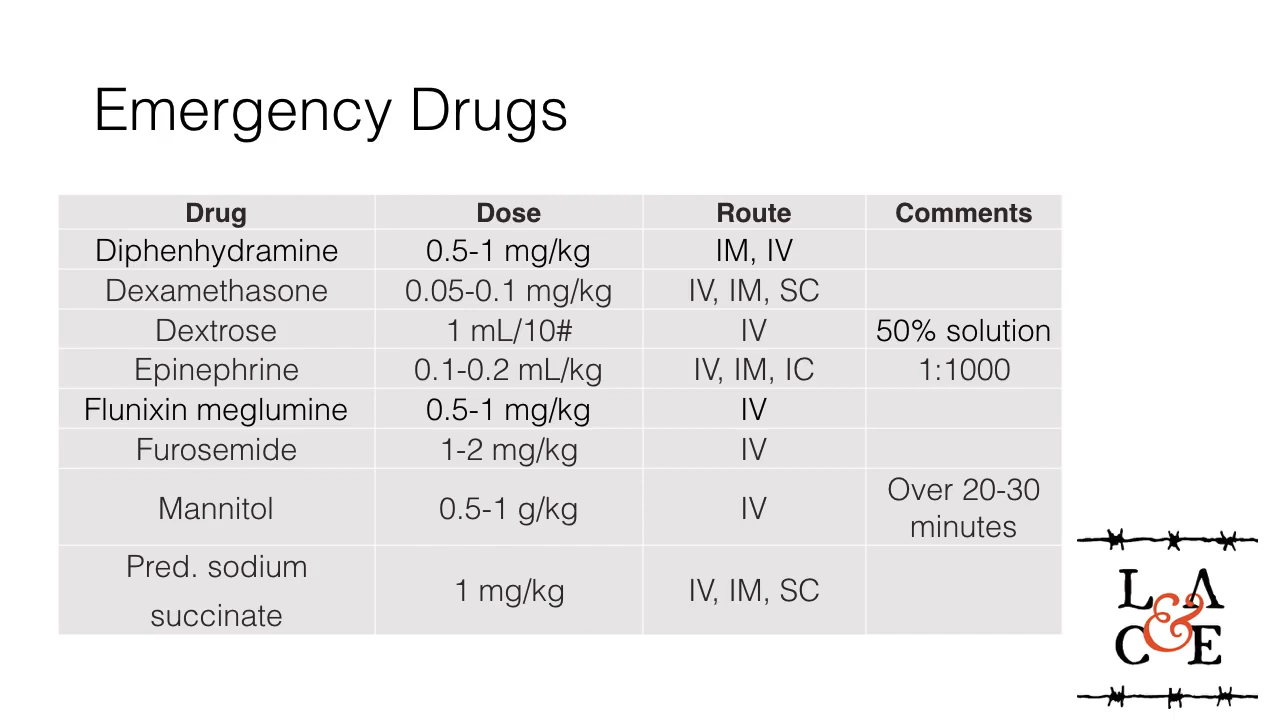 Emergency Drugs
Drug Dose Route Comments
Diphenhydramine 0.5-1 mg/kg IM, IV
Dexamethasone 0.05-0.1 mg/kg IV, IM, SC
Dextrose 1 mL/10# IV 50% solution
Epinephrine 0.1-0.2 mL/kg IV, IM, IC 1:1000
Flunixin meglumine 0.5-1 mg/kg IV
Furosemide 1-2 mg/kg IV
Mannitol 0.5-1 g/kg IV Over 20-30
minutes
Pred. sodium
succinate 1 mg/kg IV, IM, SC
L A
&
C E